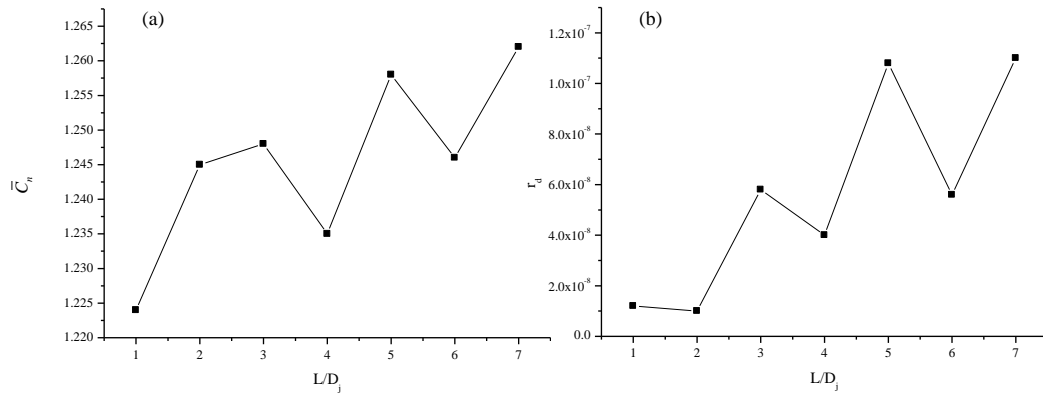 (a)
1.265
1.260
1.255
1.250
1.245
1.240
1.235
1.230
1.225
1.220
C̄ₙ
1 2 3 4 5 6 7
L/Dⱼ
(b)
1.2x10⁻⁷
1.0x10⁻⁷
8.0x10⁻⁸
6.0x10⁻⁸
4.0x10⁻⁸
2.0x10⁻⁸
0.0
r_d
1 2 3 4 5 6 7
L/Dⱼ